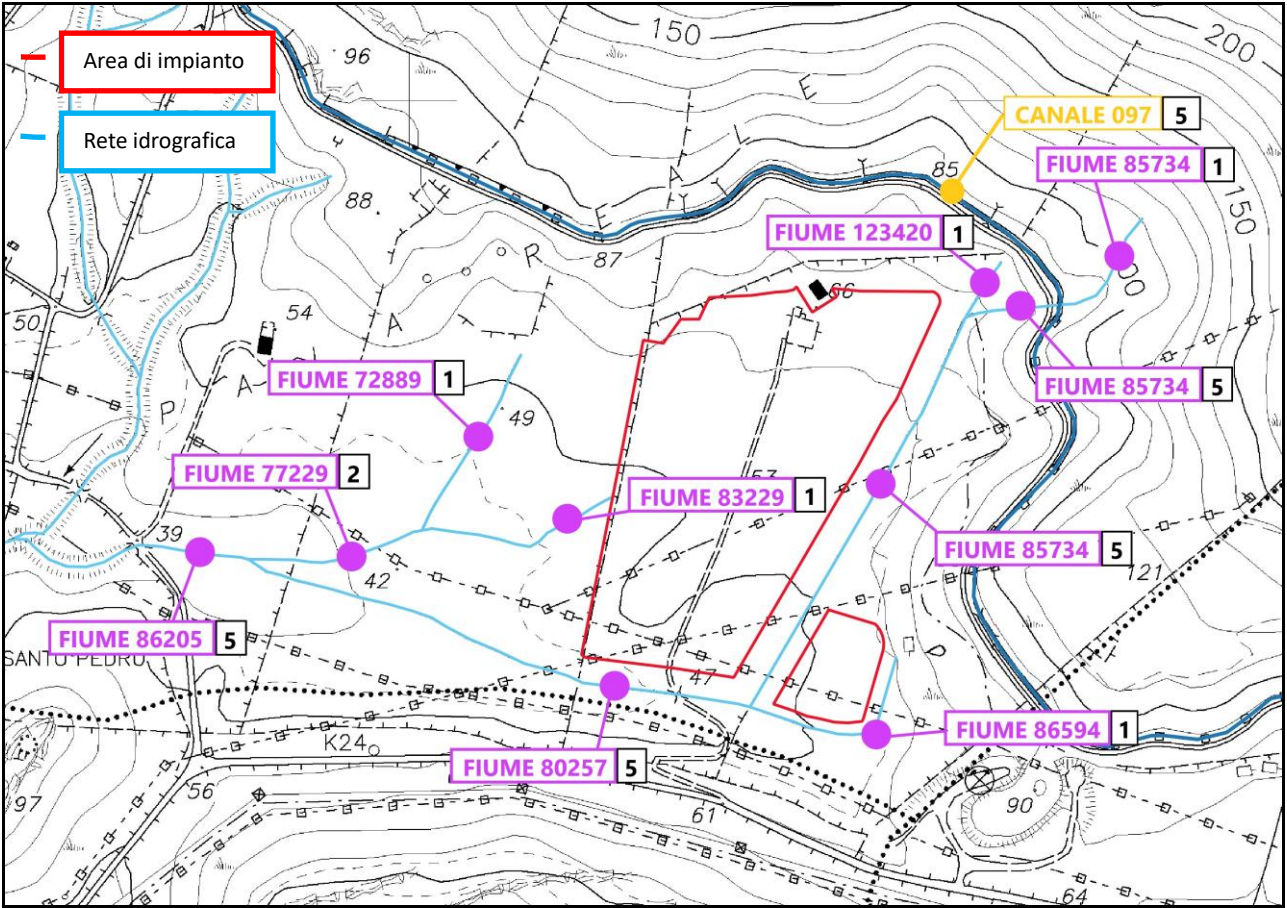 150
200
96
Area di impianto
E
CANALE 097 5
Rete idrografica
L
FIUME 85734 1
85
A
150
88
E
FIUME 123420 1
R
87
66
100
50
54
A
FIUME 72889 1
A
FIUME 85734 5
P
49
FIUME 77229 2
57
FIUME 83229 1
39
FIUME 85734 5
42
121
FIUME 86205 5
SANTU PEDRU
47
K24
FIUME 86594 1
FIUME 80257 5
97
56
61
90
64